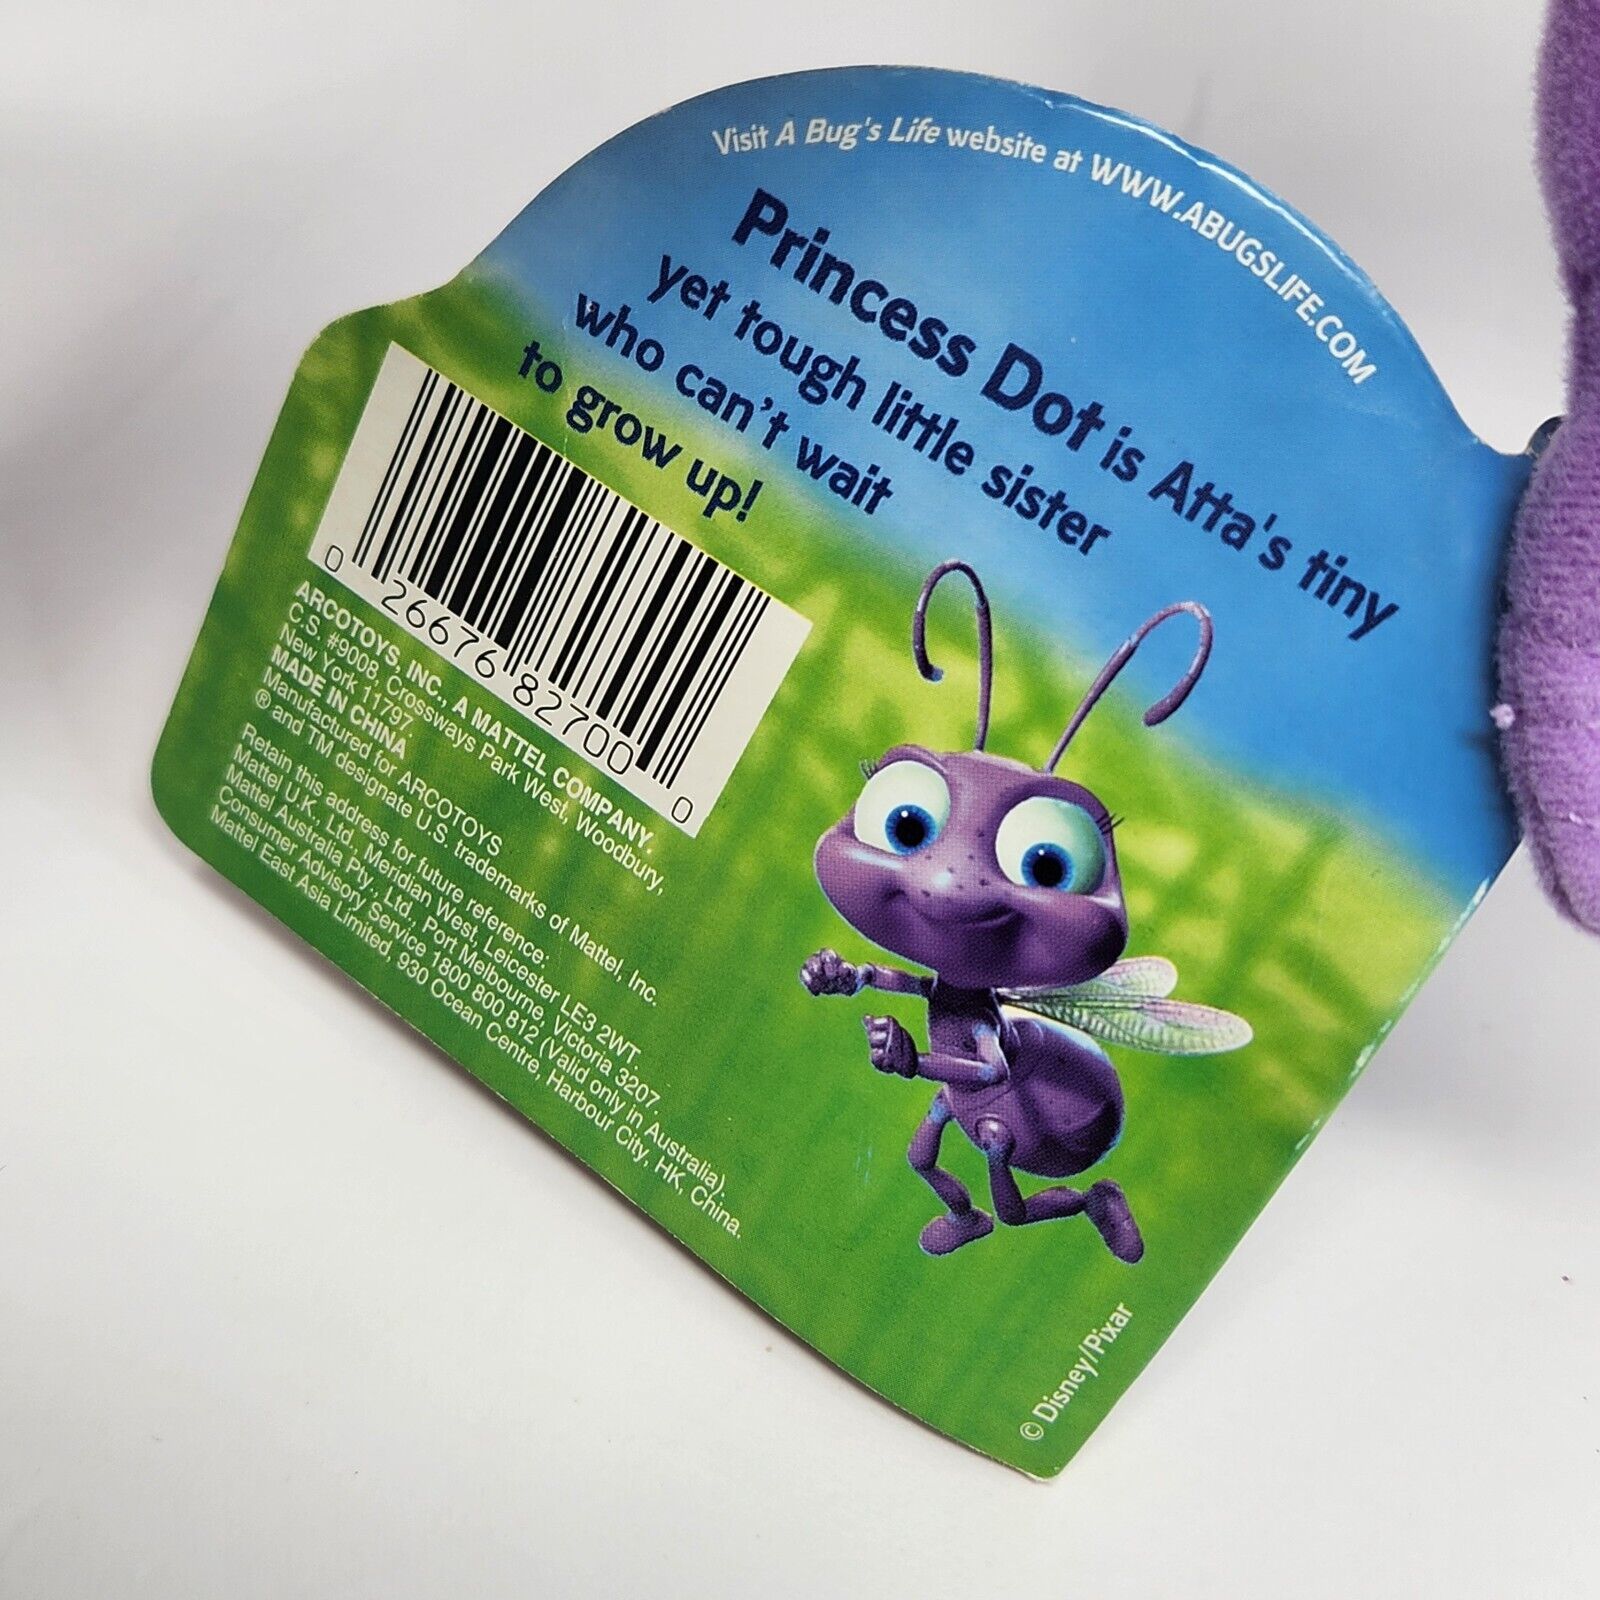 Visit A Bug's Life website at WWW.ABUGSLIFE.COM
Princess Dot is Atta's tiny
yet tough little sister
who can't wait
to grow up!
0 26676 82700 0
ARCOTOYS, INC., A MATTEL COMPANY.
C.S. #9008, Crossways Park West, Woodbury,
New York 11797.
MADE IN CHINA
Manufactured for ARCOTOYS
® and TM designate U.S. trademarks of Mattel, Inc.
Retain this address for future reference:
Mattel U.K., Ltd., Meridian West, Leicester LE3 2WT.
Mattel Australia Pty., Ltd., Port Melbourne, Victoria 3207.
Consumer Advisory Service 1800 800 812 (Valid only in Australia).
Mattel East Asia Limited, 930 Ocean Centre, Harbour City, HK, China.
© Disney/Pixar